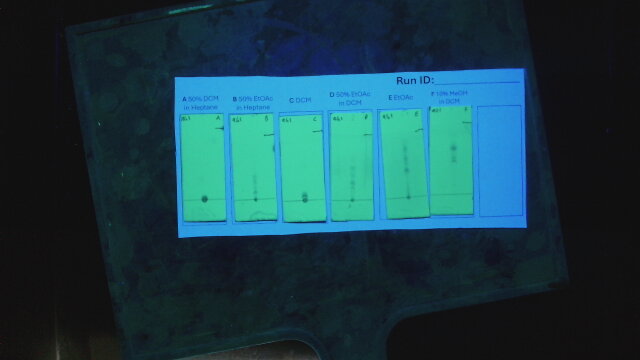 Run ID:
A 50% DCM
in Heptane
B 50% EtOAc
in Heptane
C DCM
D 50% EtOAc
in DCM
E EtOAc
F 10% MeOH
in DCM
A
B
C